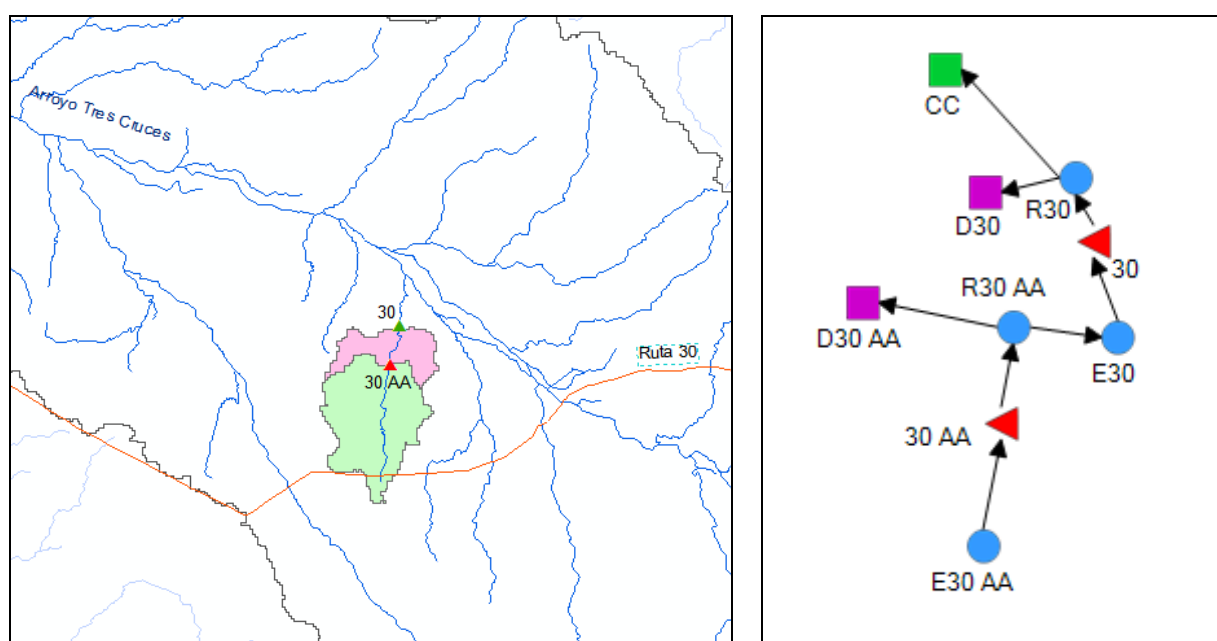 Arroyo Tres Cruces
30
Ruta 30
30 AA
CC
D30
R30
30
R30 AA
D30 AA
E30
30 AA
E30 AA